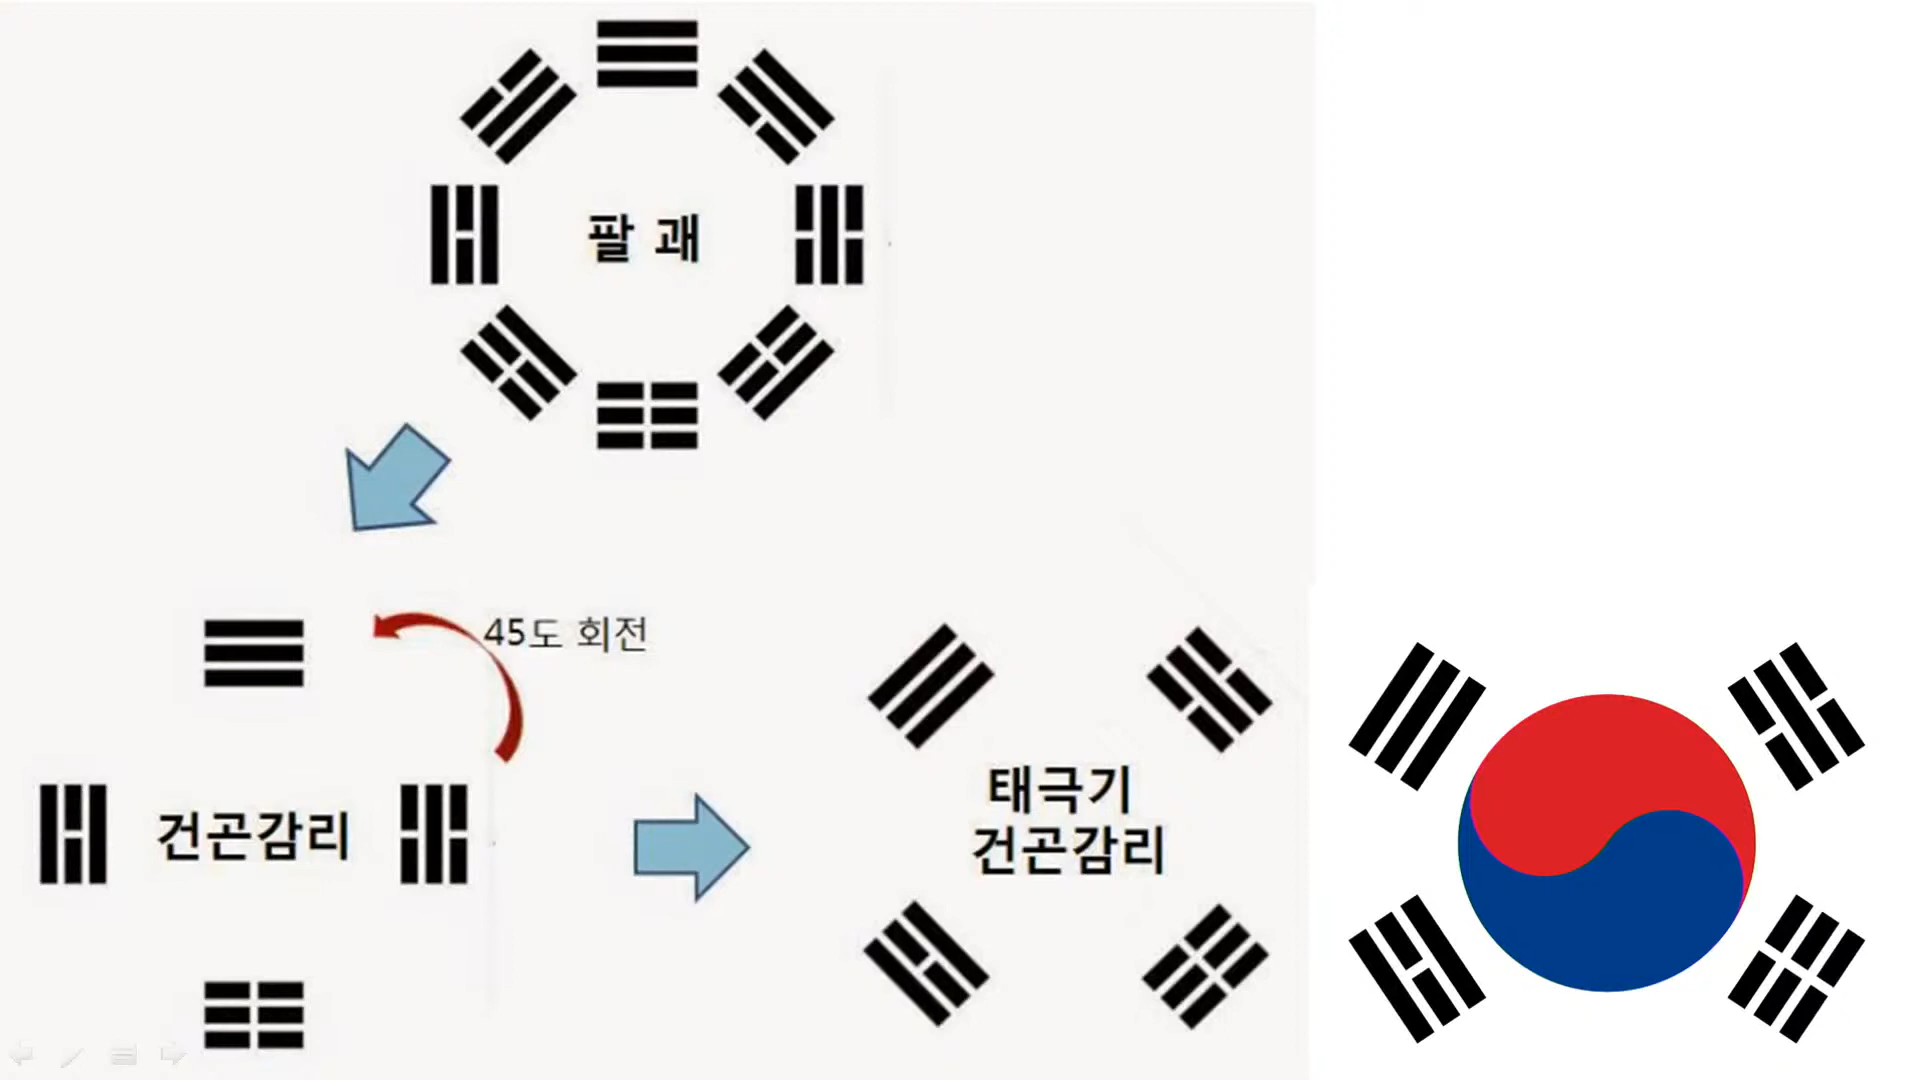 팔 괘
45도 회전
건곤감리
태극기
건곤감리